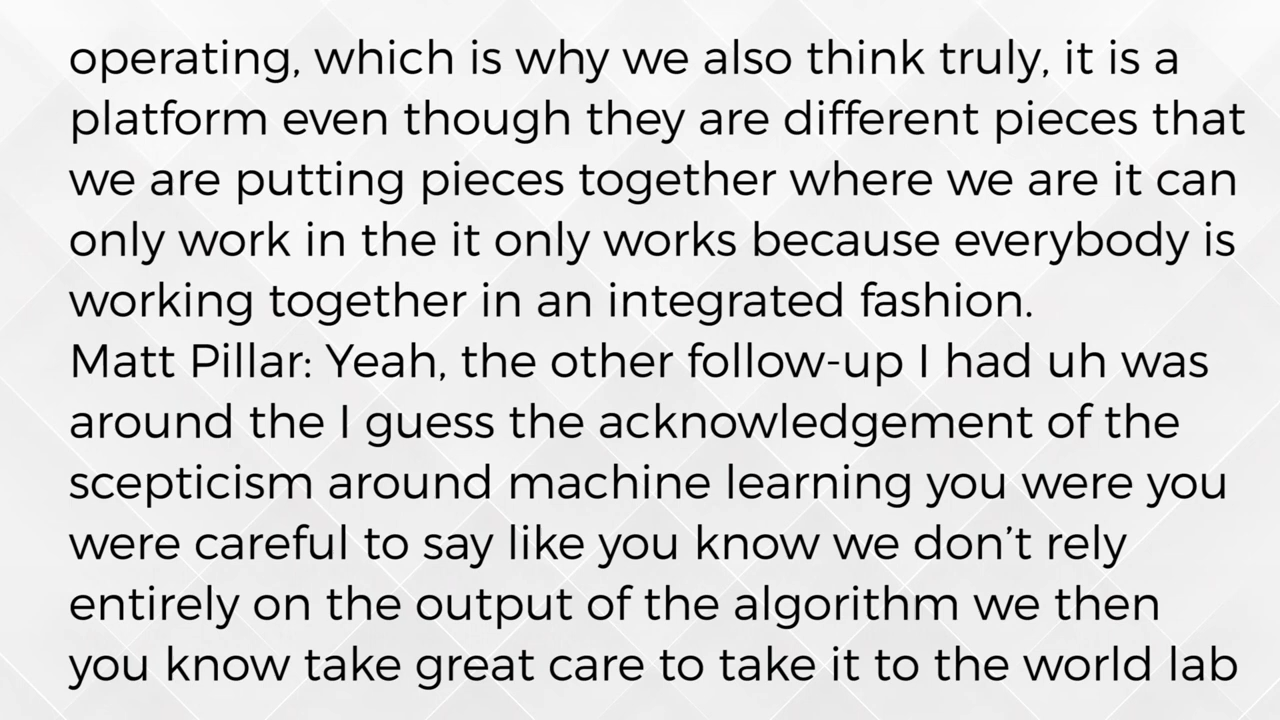 operating, which is why we also think truly, it is a
platform even though they are different pieces that
we are putting pieces together where we are it can
only work in the it only works because everybody is
working together in an integrated fashion.
Matt Pillar: Yeah, the other follow-up I had uh was
around the I guess the acknowledgement of the
scepticism around machine learning you were you
were careful to say like you know we don’t rely
entirely on the output of the algorithm we then
you know take great care to take it to the world lab